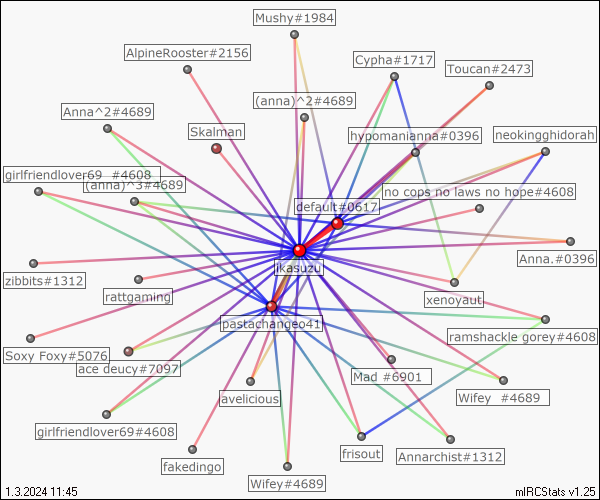 Mushy#1984
AlpineRooster#2156
Cypha#1717
Toucan#2473
(anna)^2#4689
Anna^2#4689
Skalman
hypomanianna#0396
neokingghidorah
girlfriendlover69 #4608
(anna)^3#4689
no cops no laws no hope#4608
default#0617
Anna.#0396
jikasuzu
zibbits#1312
rattgaming
xenoyaut
pastachangeo41
ramshackle gorey#4608
Soxy Foxy#5076
ace deucy#7097
Mad #6901
avelicious
Wifey #4689
girlfriendlover69#4608
frisout
Annarchist#1312
fakedingo
Wifey#4689
1.3.2024 11:45
mIRCStats v1.25